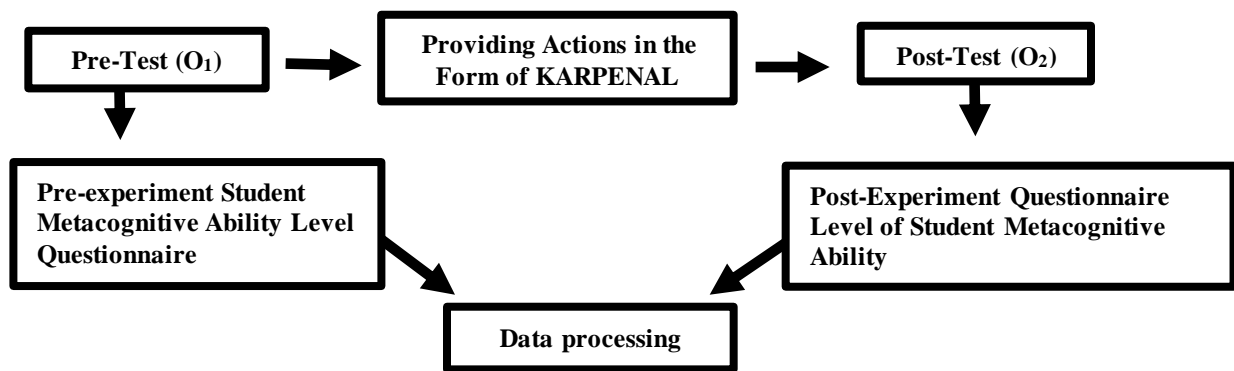 Pre-Test (O₁)
Providing Actions in the
Form of KARPENAL
Post-Test (O₂)
Pre-experiment Student
Metacognitive Ability Level
Questionnaire
Post-Experiment Questionnaire
Level of Student Metacognitive
Ability
Data processing